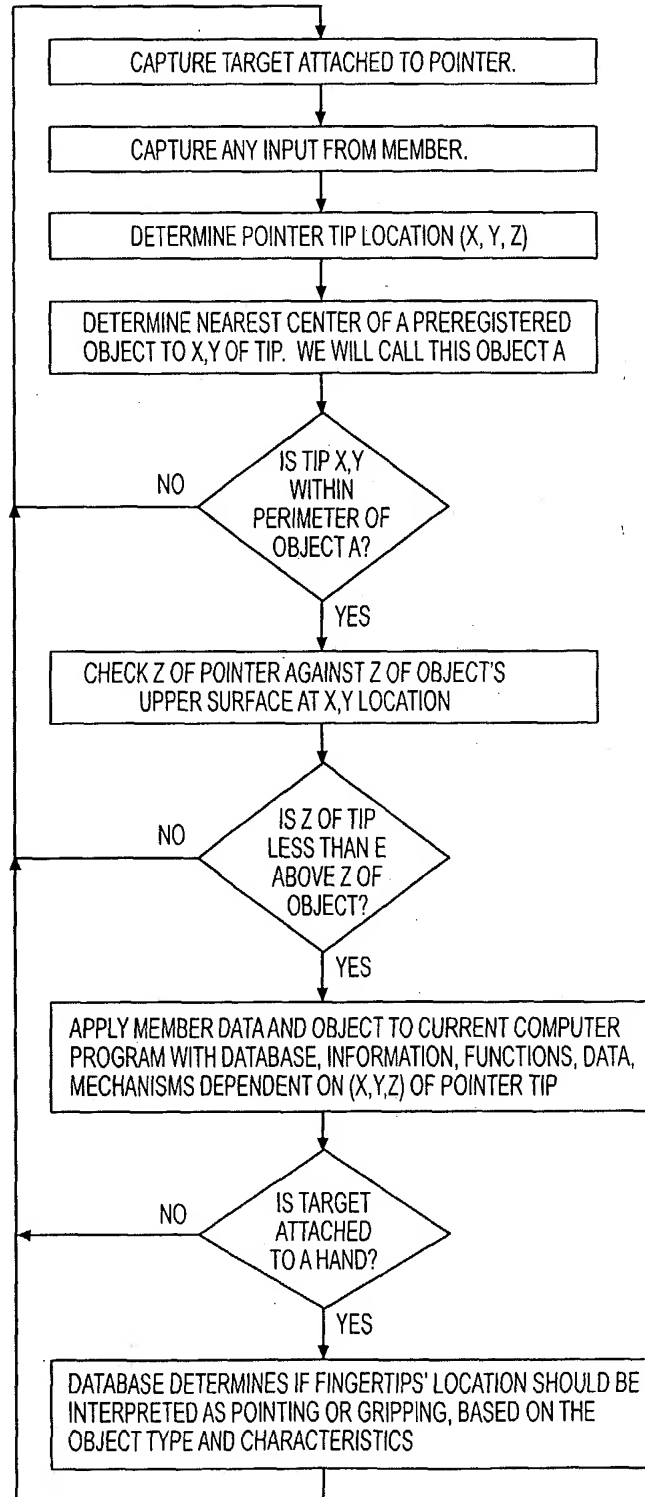 CAPTURE TARGET ATTACHED TO POINTER.
CAPTURE ANY INPUT FROM MEMBER.
DETERMINE POINTER TIP LOCATION (X, Y, Z)
DETERMINE NEAREST CENTER OF A PREREGISTERED
OBJECT TO X,Y OF TIP. WE WILL CALL THIS OBJECT A
IS TIP X,Y
WITHIN
PERIMETER OF
OBJECT A?
NO
YES
CHECK Z OF POINTER AGAINST Z OF OBJECT'S
UPPER SURFACE AT X,Y LOCATION
IS Z OF TIP
LESS THAN E
ABOVE Z OF
OBJECT?
NO
YES
APPLY MEMBER DATA AND OBJECT TO CURRENT COMPUTER
PROGRAM WITH DATABASE, INFORMATION, FUNCTIONS, DATA,
MECHANISMS DEPENDENT ON (X,Y,Z) OF POINTER TIP
IS TARGET
ATTACHED
TO A HAND?
NO
YES
DATABASE DETERMINES IF FINGERTIPS' LOCATION SHOULD BE
INTERPRETED AS POINTING OR GRIPPING, BASED ON THE
OBJECT TYPE AND CHARACTERISTICS